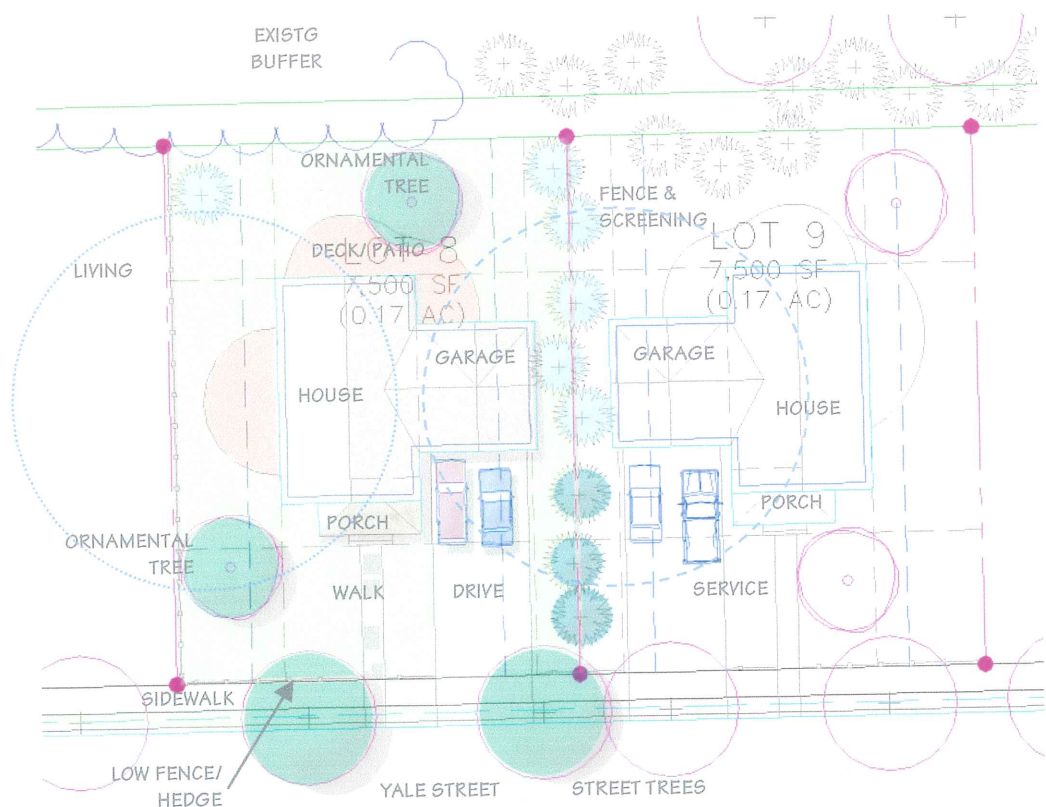 EXISTG
BUFFER
ORNAMENTAL
TREE
FENCE &
SCREENING
LOT 9
7,500 SF
(0.17 AC)
LIVING
DECK/PATIO
LOT 8
7,500 SF
(0.17 AC)
GARAGE
GARAGE
HOUSE
HOUSE
PORCH
PORCH
ORNAMENTAL
TREE
WALK
DRIVE
SERVICE
SIDEWALK
LOW FENCE/
HEDGE
YALE STREET
STREET TREES